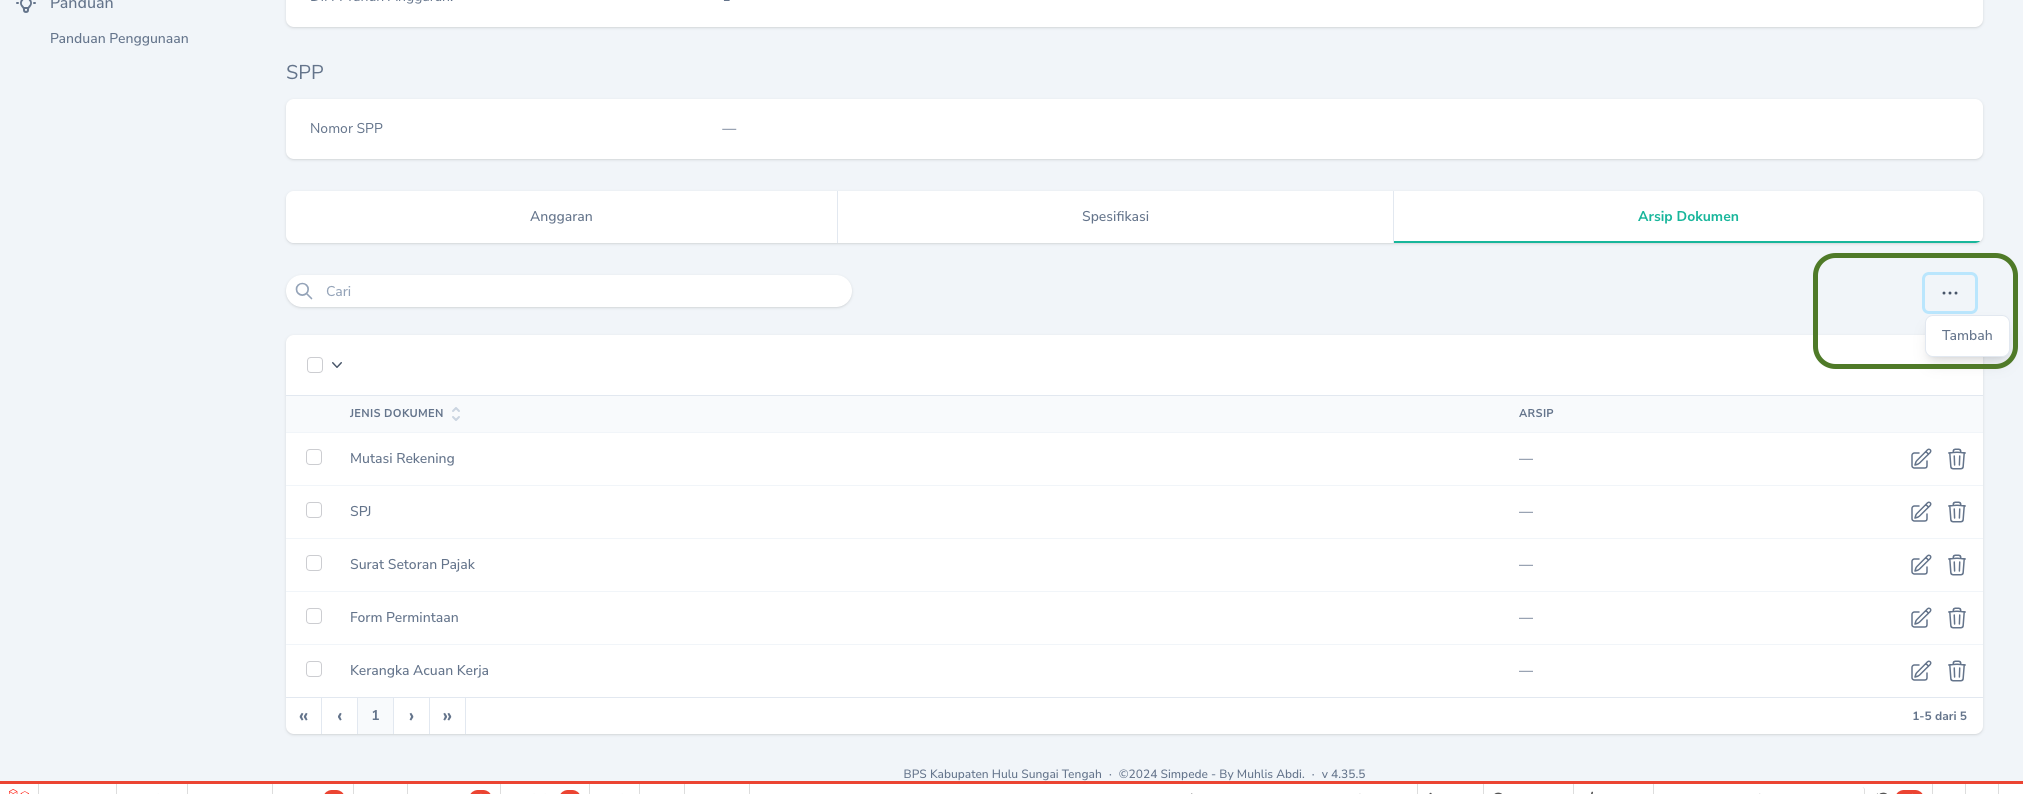 Panduan
Panduan Penggunaan
SPP
Nomor SPP —
Anggaran Spesifikasi Arsip Dokumen
Cari
...
Tambah
JENIS DOKUMEN ARSIP
Mutasi Rekening —
SPJ —
Surat Setoran Pajak —
Form Permintaan —
Kerangka Acuan Kerja —
« ‹ 1 › » 1-5 dari 5
BPS Kabupaten Hulu Sungai Tengah · ©2024 Simpede - By Muhlis Abdi. · v 4.35.5